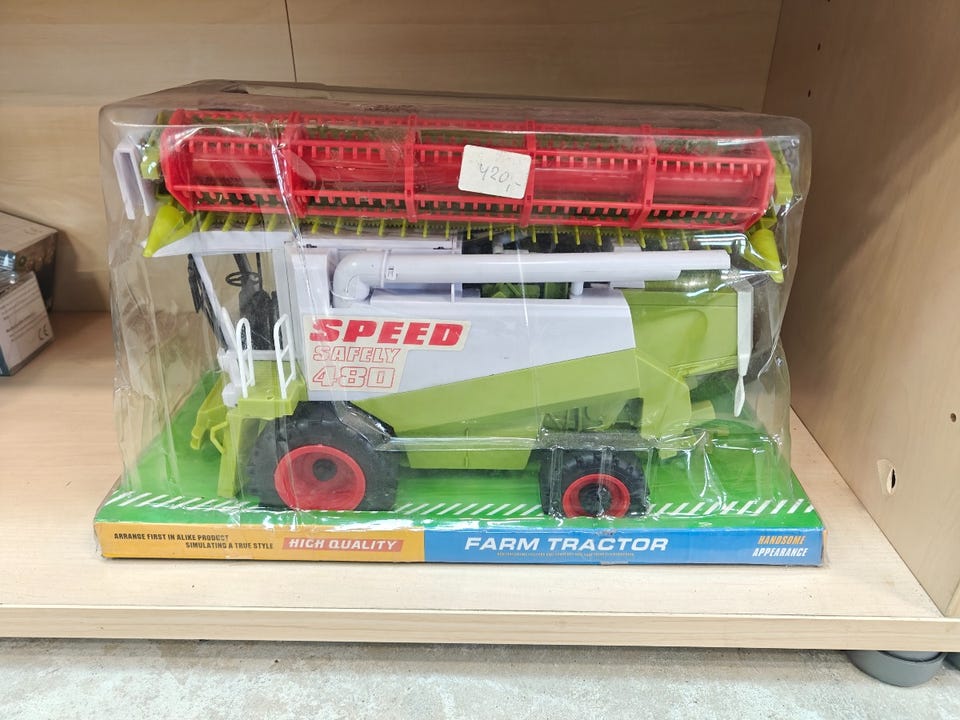 420,-
SPEED
SAFELY
480
ARRANGE FIRST IN ALIKE PRODUCT
SIMULATING A TRUE STYLE
HIGH QUALITY
FARM TRACTOR
HANDSOME
APPEARANCE